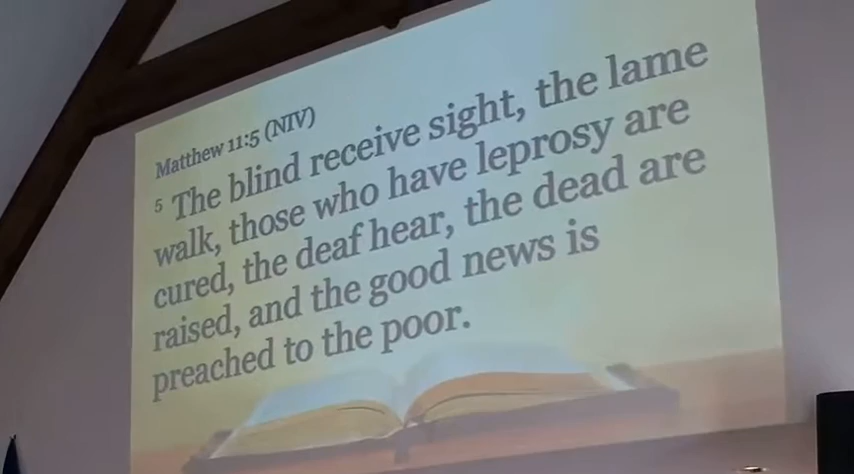 Matthew 11:5 (NIV)
5 The blind receive sight, the lame
walk, those who have leprosy are
cured, the deaf hear, the dead are
raised, and the good news is
preached to the poor.